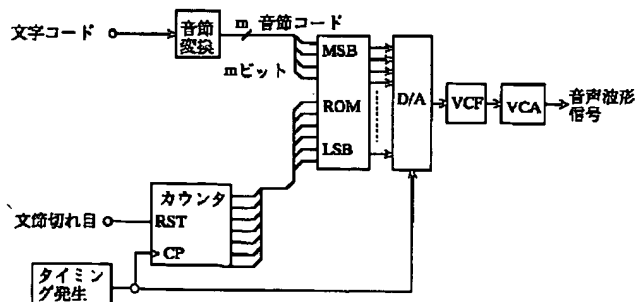 文字コード
音節
変換
m 音節コード
mビット
MSB
ROM
LSB
D/A
VCF
VCA
音声波形
信号
カウンタ
文節切れ目
RST
CP
タイミン
グ発生